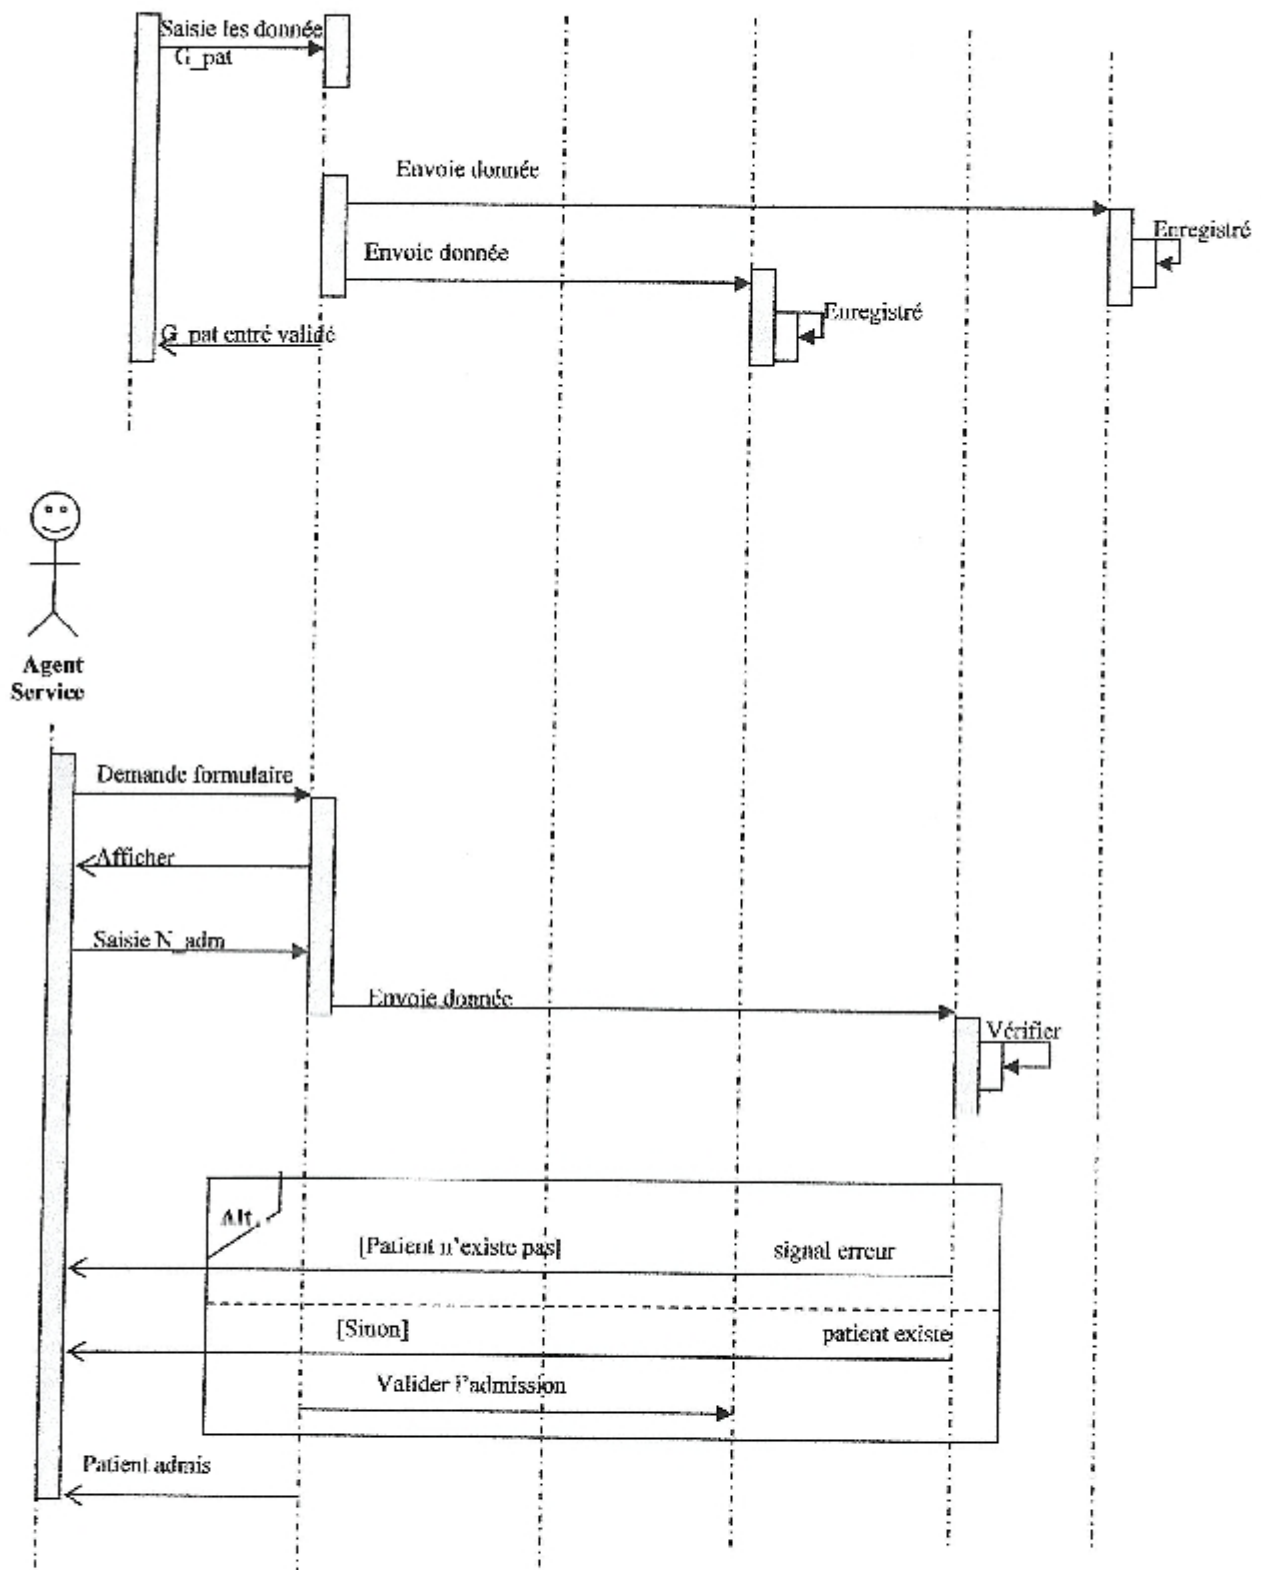 Saisie les donnée
G_pat
Envoie donnée
Enregistré
Envoie donnée
Enregistré
G_pat entré validé
Agent
Service
Demande formulaire
Afficher
Saisie N_adm
Envoie donnée
Vérifier
Alt.
[Patient n'existe pas]
signal erreur
[Sinon]
patient existe
Valider l'admission
Patient admis